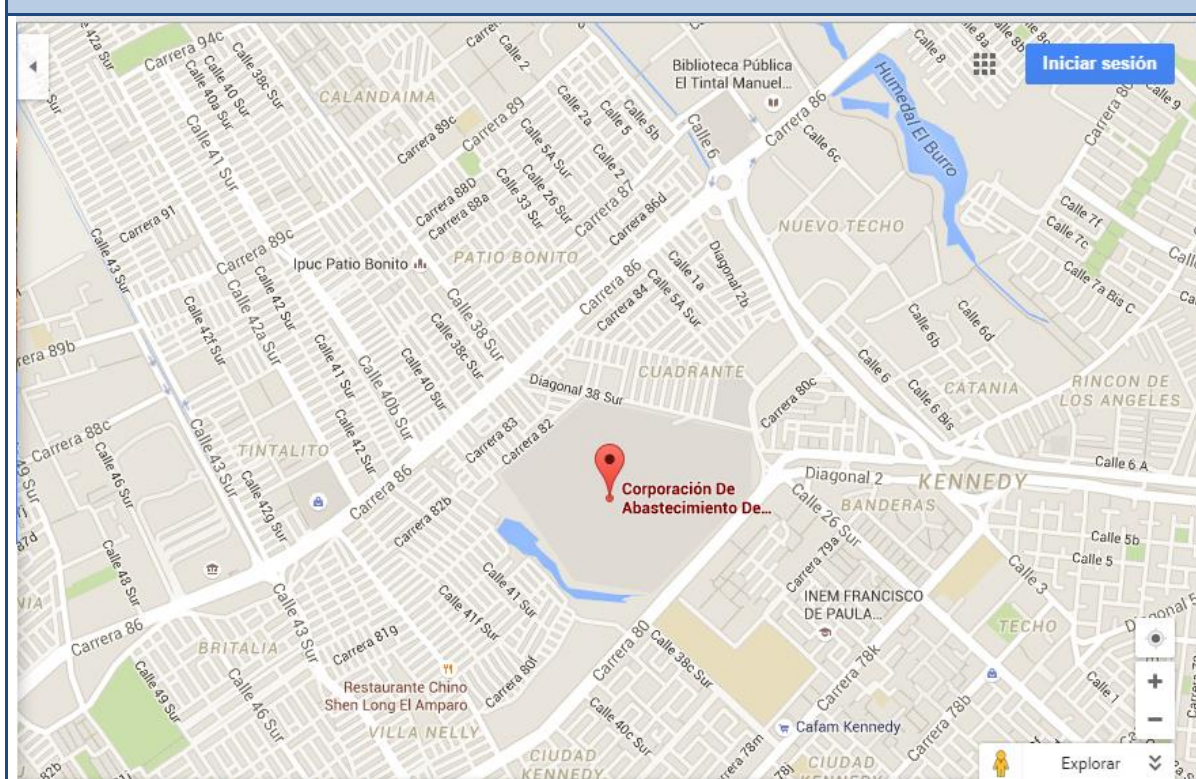 Iniciar sesión
Biblioteca Pública
El Tintal Manuel...
Humedal El Burro
Carrera 94c
Calle 38c Sur
Calle 40 Sur
Calle 40a Sur
Calle 41 Sur
CALANDAIMA
Carrera 89
Carrera 89c
Calle 2
Calle 2a
Calle 5
Calle 5b
Calle 5A Sur
Calle 26 Sur
Calle 33 Sur
Carrera 87
Calle 6
Carrera 86
Calle 6c
Calle 8
Calle 8a
Calle 9
Carrera 80
Carrera 88D
Carrera 88a
Carrera 86d
Carrera 91
Carrera 89c
Calle 43 Sur
Ipuc Patio Bonito
PATIO BONITO
NUEVO TECHO
Calle 7f
Calle 7c
Calle 7a Bis C
Diagonal 2b
Calle 1a
Calle 5A Sur
Carrera 84
Carrera 86
Calle 42 Sur
Calle 42a Sur
Calle 42f Sur
Calle 38 Sur
Calle 38c Sur
Calle 40 Sur
Calle 40b Sur
Calle 41 Sur
Calle 42 Sur
Calle 6d
Calle 6b
Calle 6
Calle 6 Bis
CUADRANTE
Diagonal 38 Sur
Carrera 80c
CATANIA
RINCON DE
LOS ANGELES
Carrera 88c
Calle 46 Sur
Calle 43 Sur
TINTALITO
Carrera 83
Carrera 82
Carrera 86
Calle 42g Sur
Carrera 82b
Corporación De
Abastecimiento De...
Diagonal 2
KENNEDY
Calle 6 A
BANDERAS
Calle 26 Sur
Calle 5b
Calle 5
Calle 3
Carrera 79a
Calle 48 Sur
Calle 41 Sur
Calle 41f Sur
INEM FRANCISCO
DE PAULA...
TECHO
Carrera 86
BRITALIA
Calle 43 Sur
Carrera 81g
Carrera 80
Calle 38c Sur
Carrera 78k
Calle 49 Sur
Calle 46 Sur
Restaurante Chino
Shen Long El Amparo
Carrera 80f
Calle 40c Sur
Carrera 78b
Calle 1
VILLA NELLY
Cafam Kennedy
CIUDAD
KENNEDY
CIUDAD
Explorar